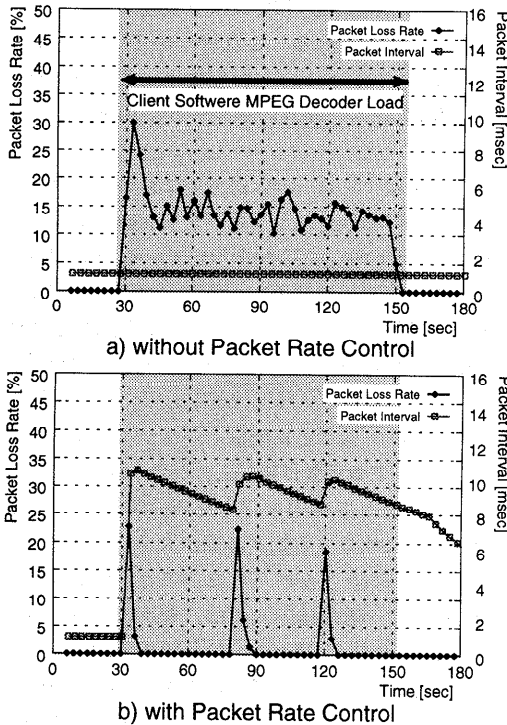 50
45
40
35
30
25
20
15
10
5
0
Packet Loss Rate [%]
16
14
12
10
8
6
4
2
0
Packet Interval [msec]
Packet Loss Rate
Packet Interval
Client Softwere MPEG Decoder Load
0 30 60 90 120 150 180
Time [sec]
a) without Packet Rate Control
50
45
40
35
30
25
20
15
10
5
0
Packet Loss Rate [%]
16
14
12
10
8
6
4
2
0
Packet Interval [msec]
Packet Loss Rate
Packet Interval
0 30 60 90 120 150 180
Time [sec]
b) with Packet Rate Control